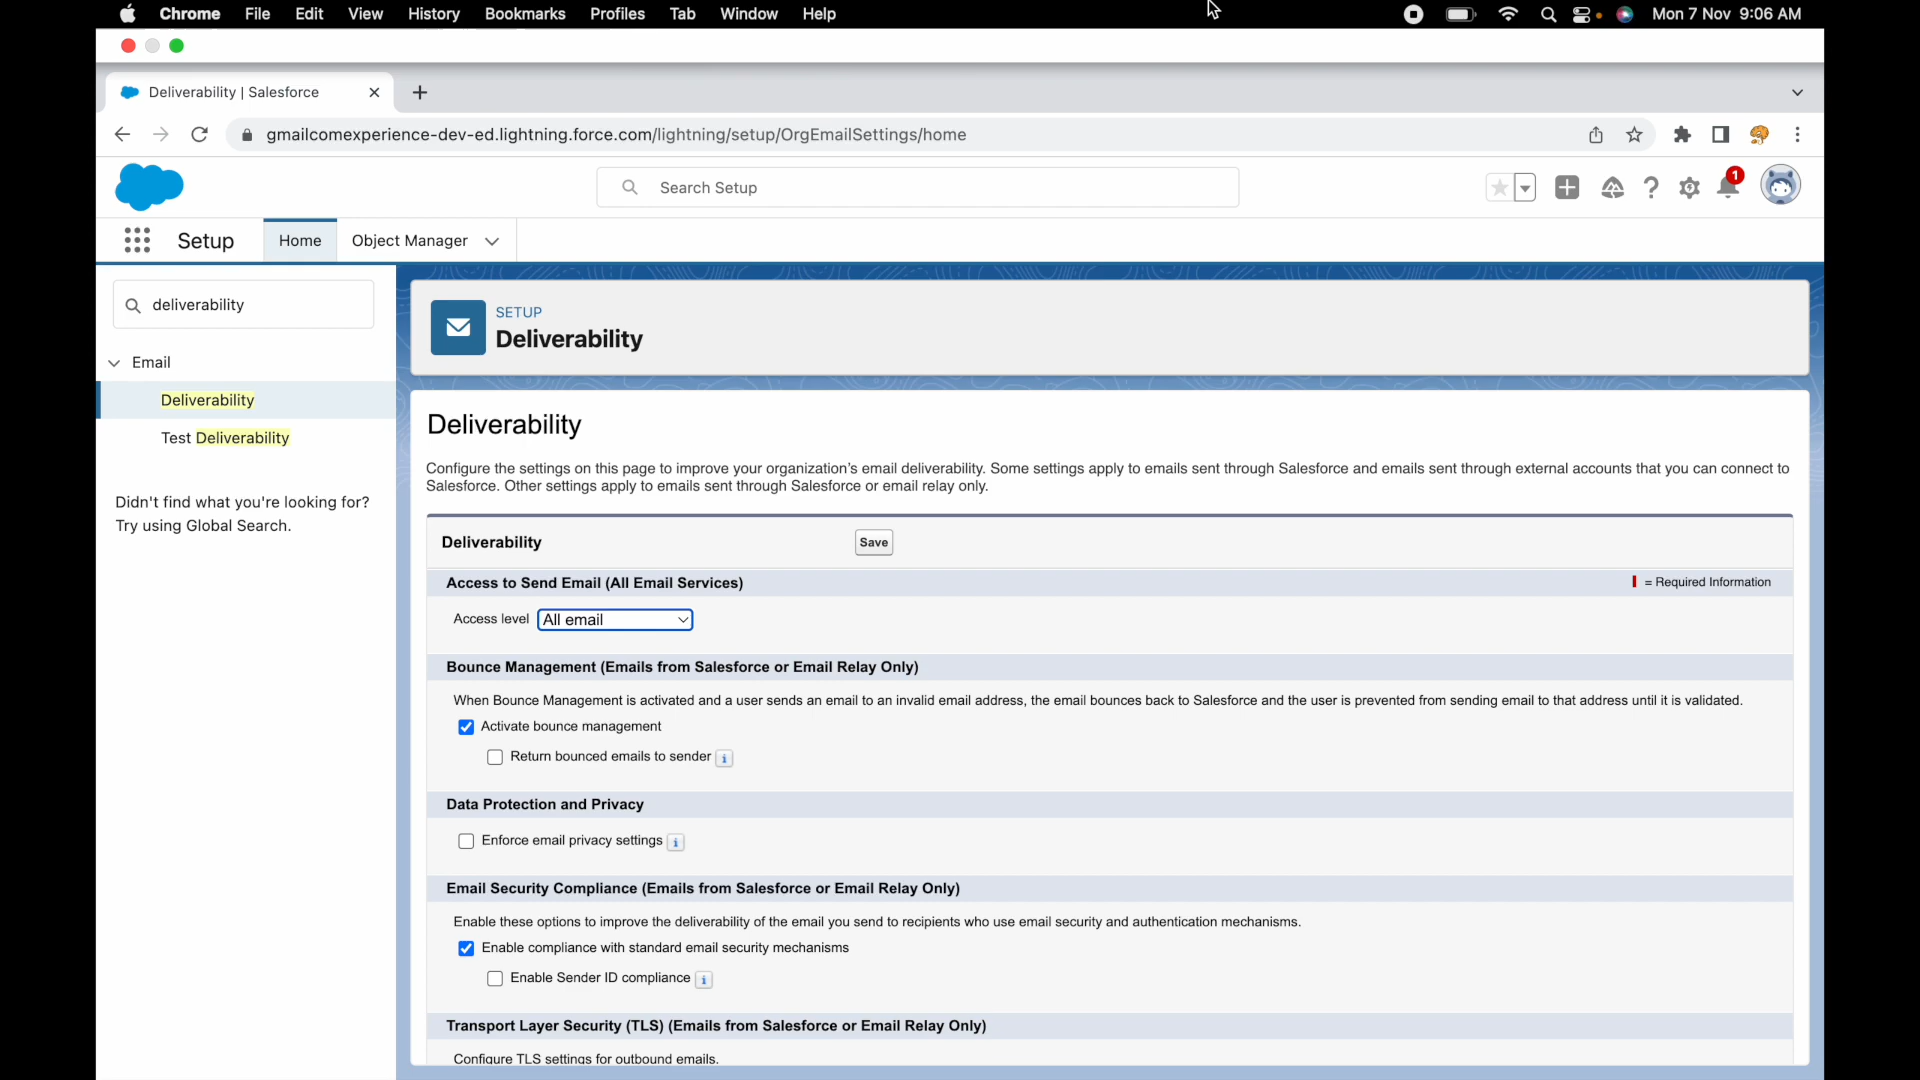 Chrome File Edit View History Bookmarks Profiles Tab Window Help Mon 7 Nov 9:06 AM
Deliverability | Salesforce
gmailcomexperience-dev-ed.lightning.force.com/lightning/setup/OrgEmailSettings/home
Search Setup
1
Setup Home Object Manager
deliverability
Email
Deliverability
Test Deliverability
Didn't find what you're looking for?
Try using Global Search.
SETUP
Deliverability
Deliverability
Configure the settings on this page to improve your organization's email deliverability. Some settings apply to emails sent through Salesforce and emails sent through external accounts that you can connect to
Salesforce. Other settings apply to emails sent through Salesforce or email relay only.
Deliverability Save
Access to Send Email (All Email Services) = Required Information
Access level All email
Bounce Management (Emails from Salesforce or Email Relay Only)
When Bounce Management is activated and a user sends an email to an invalid email address, the email bounces back to Salesforce and the user is prevented from sending email to that address until it is validated.
Activate bounce management
Return bounced emails to sender i
Data Protection and Privacy
Enforce email privacy settings i
Email Security Compliance (Emails from Salesforce or Email Relay Only)
Enable these options to improve the deliverability of the email you send to recipients who use email security and authentication mechanisms.
Enable compliance with standard email security mechanisms
Enable Sender ID compliance i
Transport Layer Security (TLS) (Emails from Salesforce or Email Relay Only)
Configure TLS settings for outbound emails.